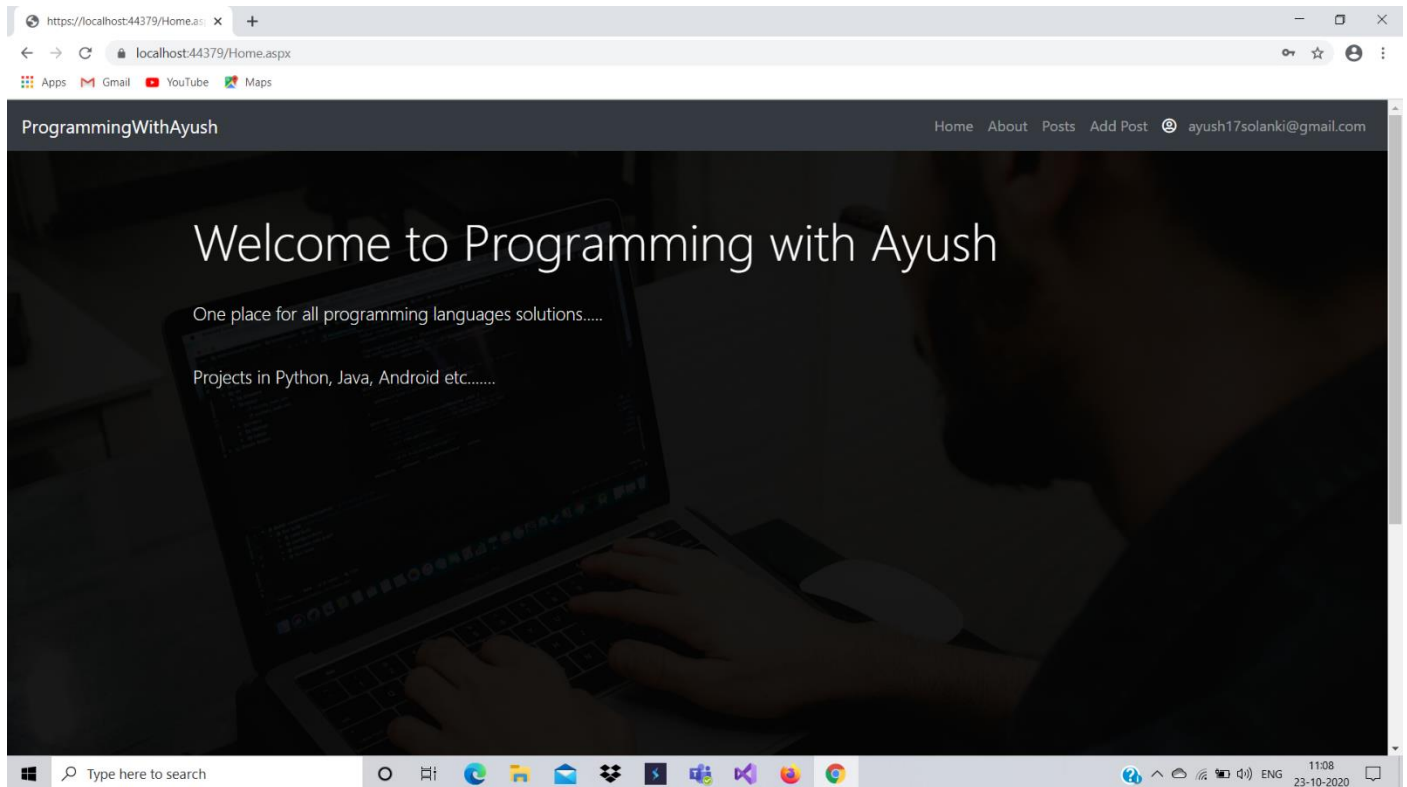 https://localhost:44379/Home.as
localhost:44379/Home.aspx
Apps Gmail YouTube Maps
ProgrammingWithAyush Home About Posts Add Post ayush17solanki@gmail.com
Welcome to Programming with Ayush
One place for all programming languages solutions.....
Projects in Python, Java, Android etc.......
Type here to search ENG 11:08
23-10-2020